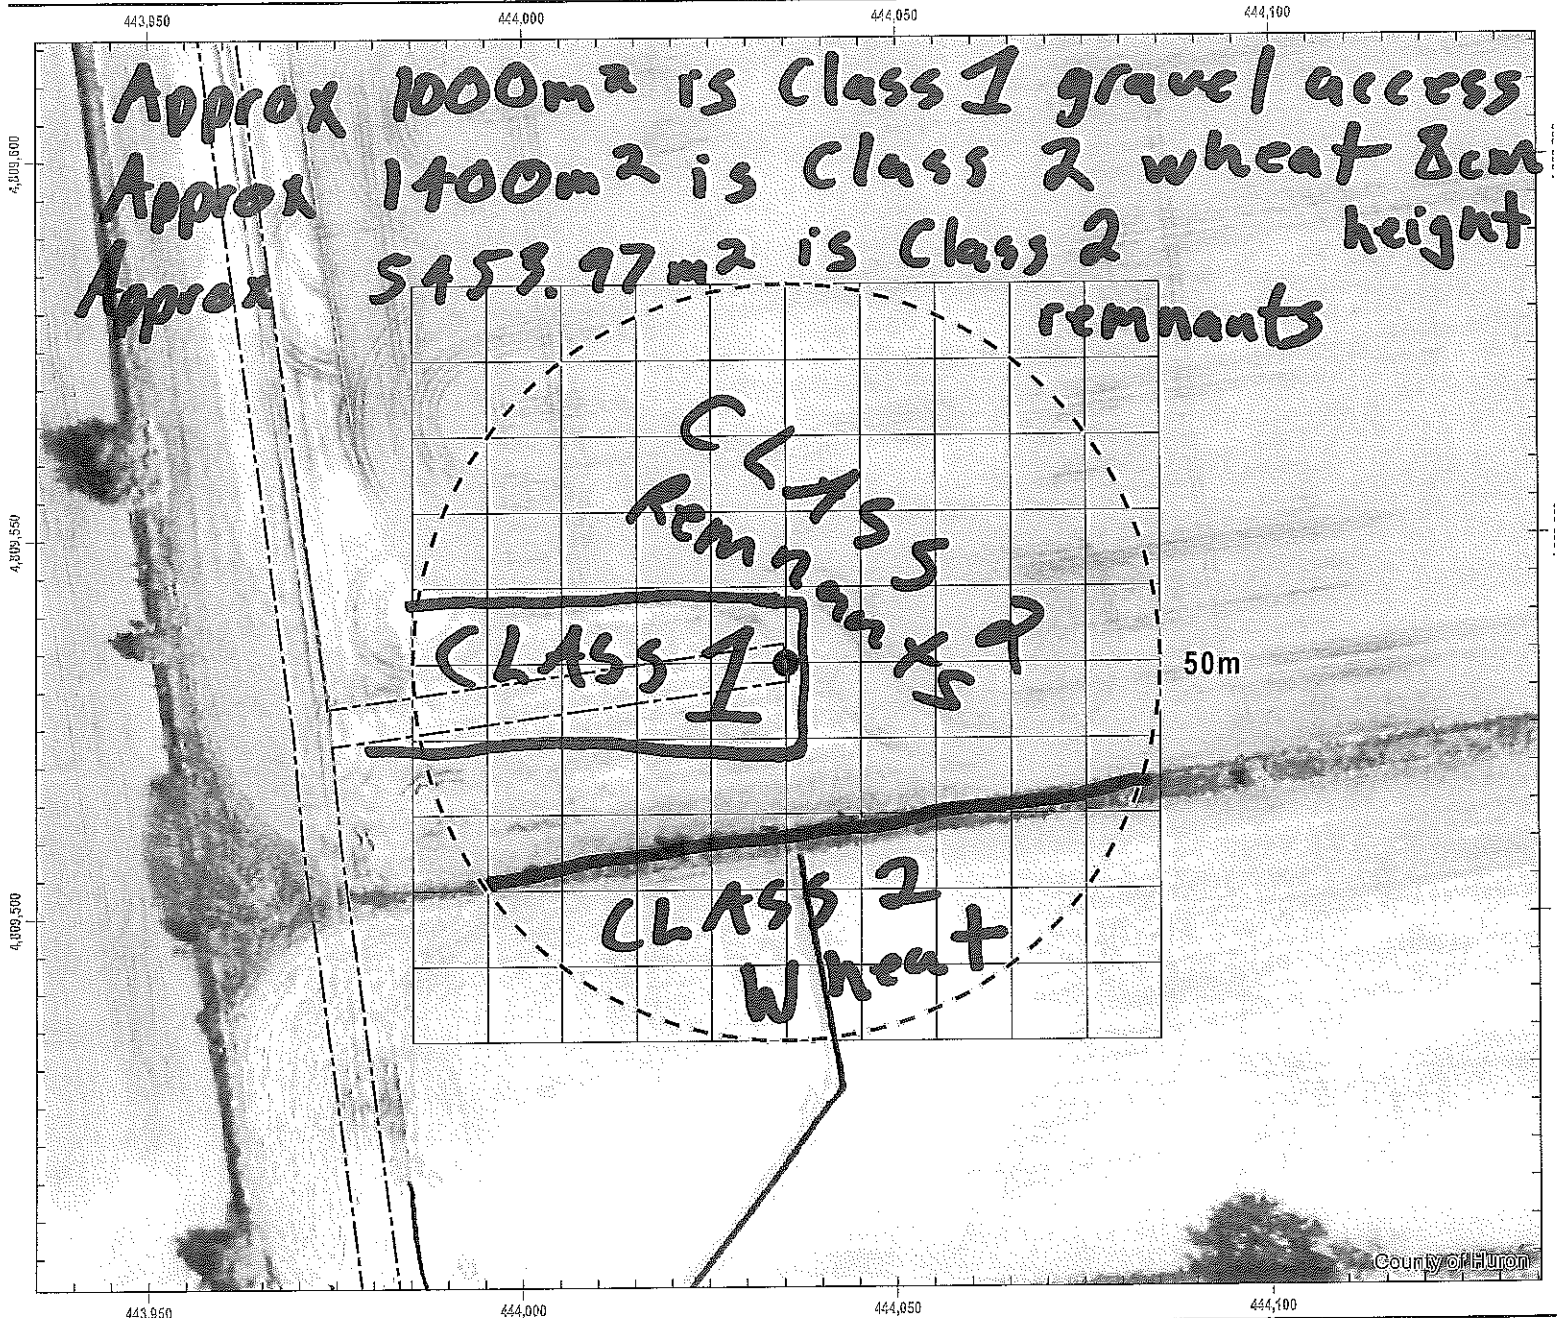 443,950 444,000 444,050 444,100
Approx 1000m² is Class 1 gravel access
4,809,600
Approx 1400m² is Class 2 wheat 8cm
height
Approx 5453.97m² is Class 2
remnants
4,809,550
Class
Remnants 2
CLASS 1
50m
4,809,500
CLASS 2
Wheat
County of Huron
443,950 444,000 444,050 444,100